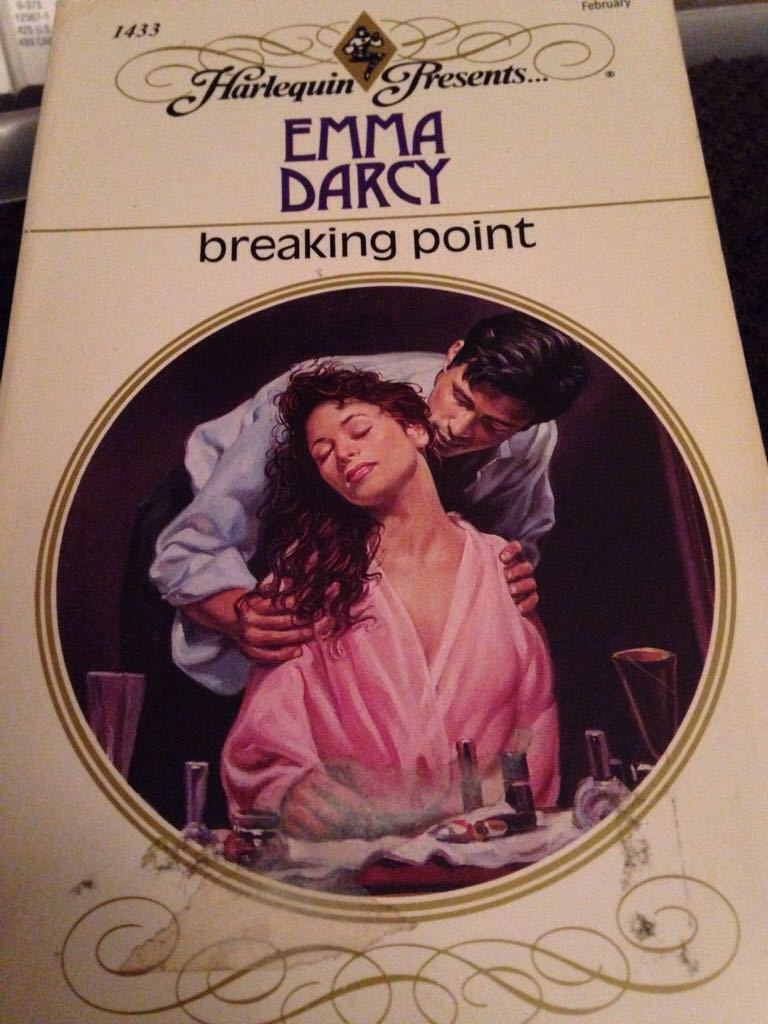 February
1433
Harlequin Presents...®
EMMA
DARCY
breaking point